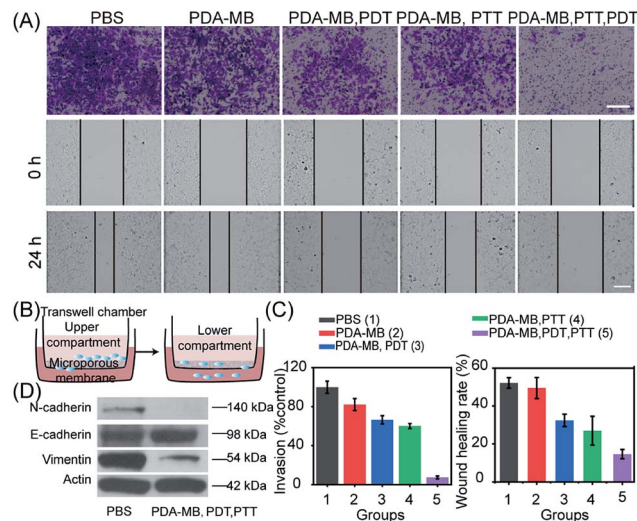 (A)
PBS PDA-MB PDA-MB,PDT PDA-MB, PTT PDA-MB,PTT,PDT
0 h
24 h
(B)
Transwell chamber
Upper compartment
Microporous membrane
Lower compartment
(C)
PBS (1)
PDA-MB (2)
PDA-MB, PDT (3)
PDA-MB,PTT (4)
PDA-MB,PDT,PTT (5)
Invasion (%control)
120
80
40
0
1 2 3 4 5
Groups
Wound healing rate (%)
60
40
20
0
1 2 3 4 5
Groups
(D)
N-cadherin 140 kDa
E-cadherin 98 kDa
Vimentin 54 kDa
Actin 42 kDa
PBS PDA-MB, PDT,PTT